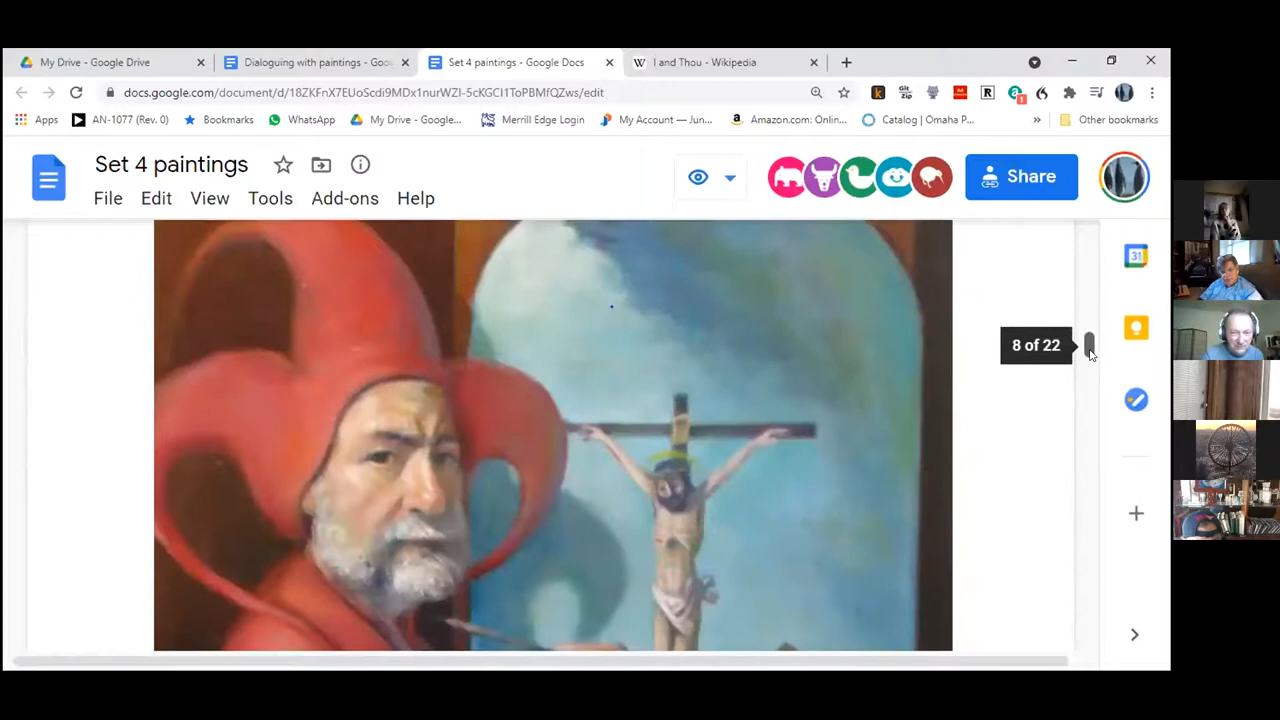 My Drive - Google Drive
Dialoguing with paintings - Goo
Set 4 paintings - Google Docs
I and Thou - Wikipedia
docs.google.com/document/d/18ZKFnX7EUoScdi9MDx1nurWZI-5cKGCI1ToPBMfQZws/edit
Apps
AN-1077 (Rev. 0)
Bookmarks
WhatsApp
My Drive - Google...
Merrill Edge Login
My Account — Jun...
Amazon.com: Onlin...
Catalog | Omaha P...
Other bookmarks
Set 4 paintings
Share
File Edit View Tools Add-ons Help
31
8 of 22